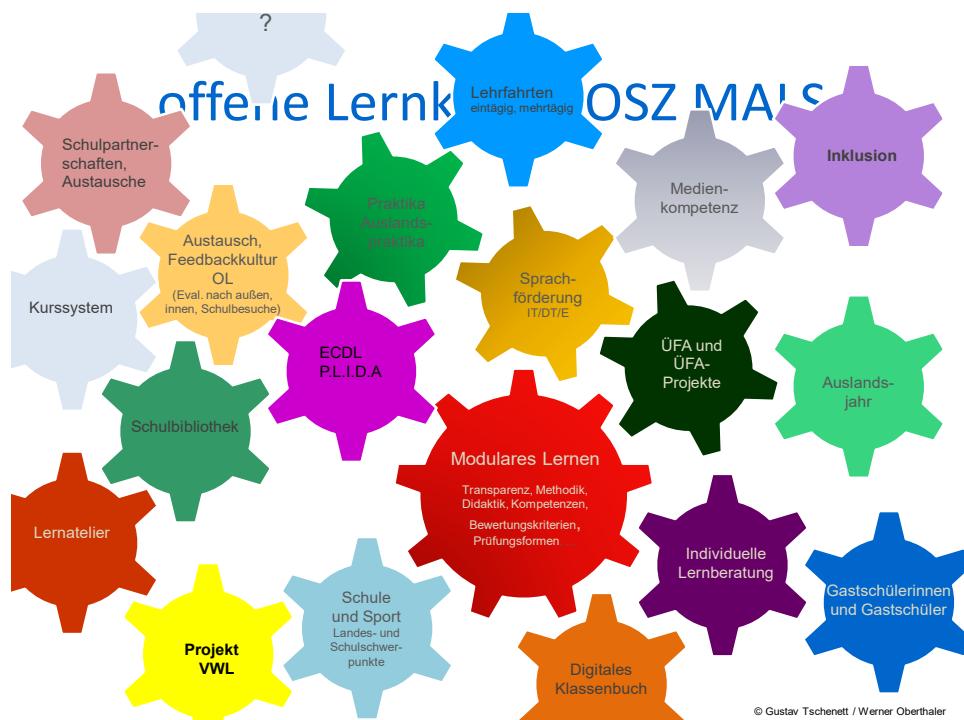 ?
offene Lernk OSZ MALS
Lehrfahrten
eintägig, mehrtägig
Schulpartner-
schaften,
Austausche
Inklusion
Medien-
kompetenz
Praktika
Auslands-
praktika
Austausch,
Feedbackkultur
OL
(Eval. nach außen,
innen, Schulbesuche)
Sprach-
förderung
IT/DT/E
Kurssystem
ECDL
P.L.I.D.A
ÜFA und
ÜFA-
Projekte
Auslands-
jahr
Schulbibliothek
Modulares Lernen
Transparenz, Methodik,
Didaktik, Kompetenzen,
Bewertungskriterien,
Prüfungsformen....
Lernatelier
Individuelle
Lernberatung
Gastschülerinnen
und Gastschüler
Schule
und Sport
Landes- und
Schulschwer-
punkte
Projekt
VWL
Digitales
Klassenbuch
© Gustav Tschenett / Werner Oberthaler